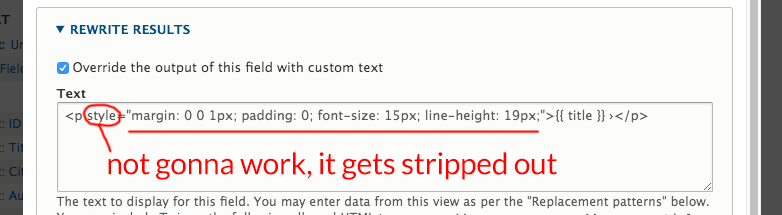 ▼ REWRITE RESULTS
Override the output of this field with custom text
Text
<p style="margin: 0 0 1px; padding: 0; font-size: 15px; line-height: 19px;">{{ title }} ›</p>
not gonna work, it gets stripped out
The text to display for this field. You may enter data from this view as per the "Replacement patterns" below.
Field
: ID